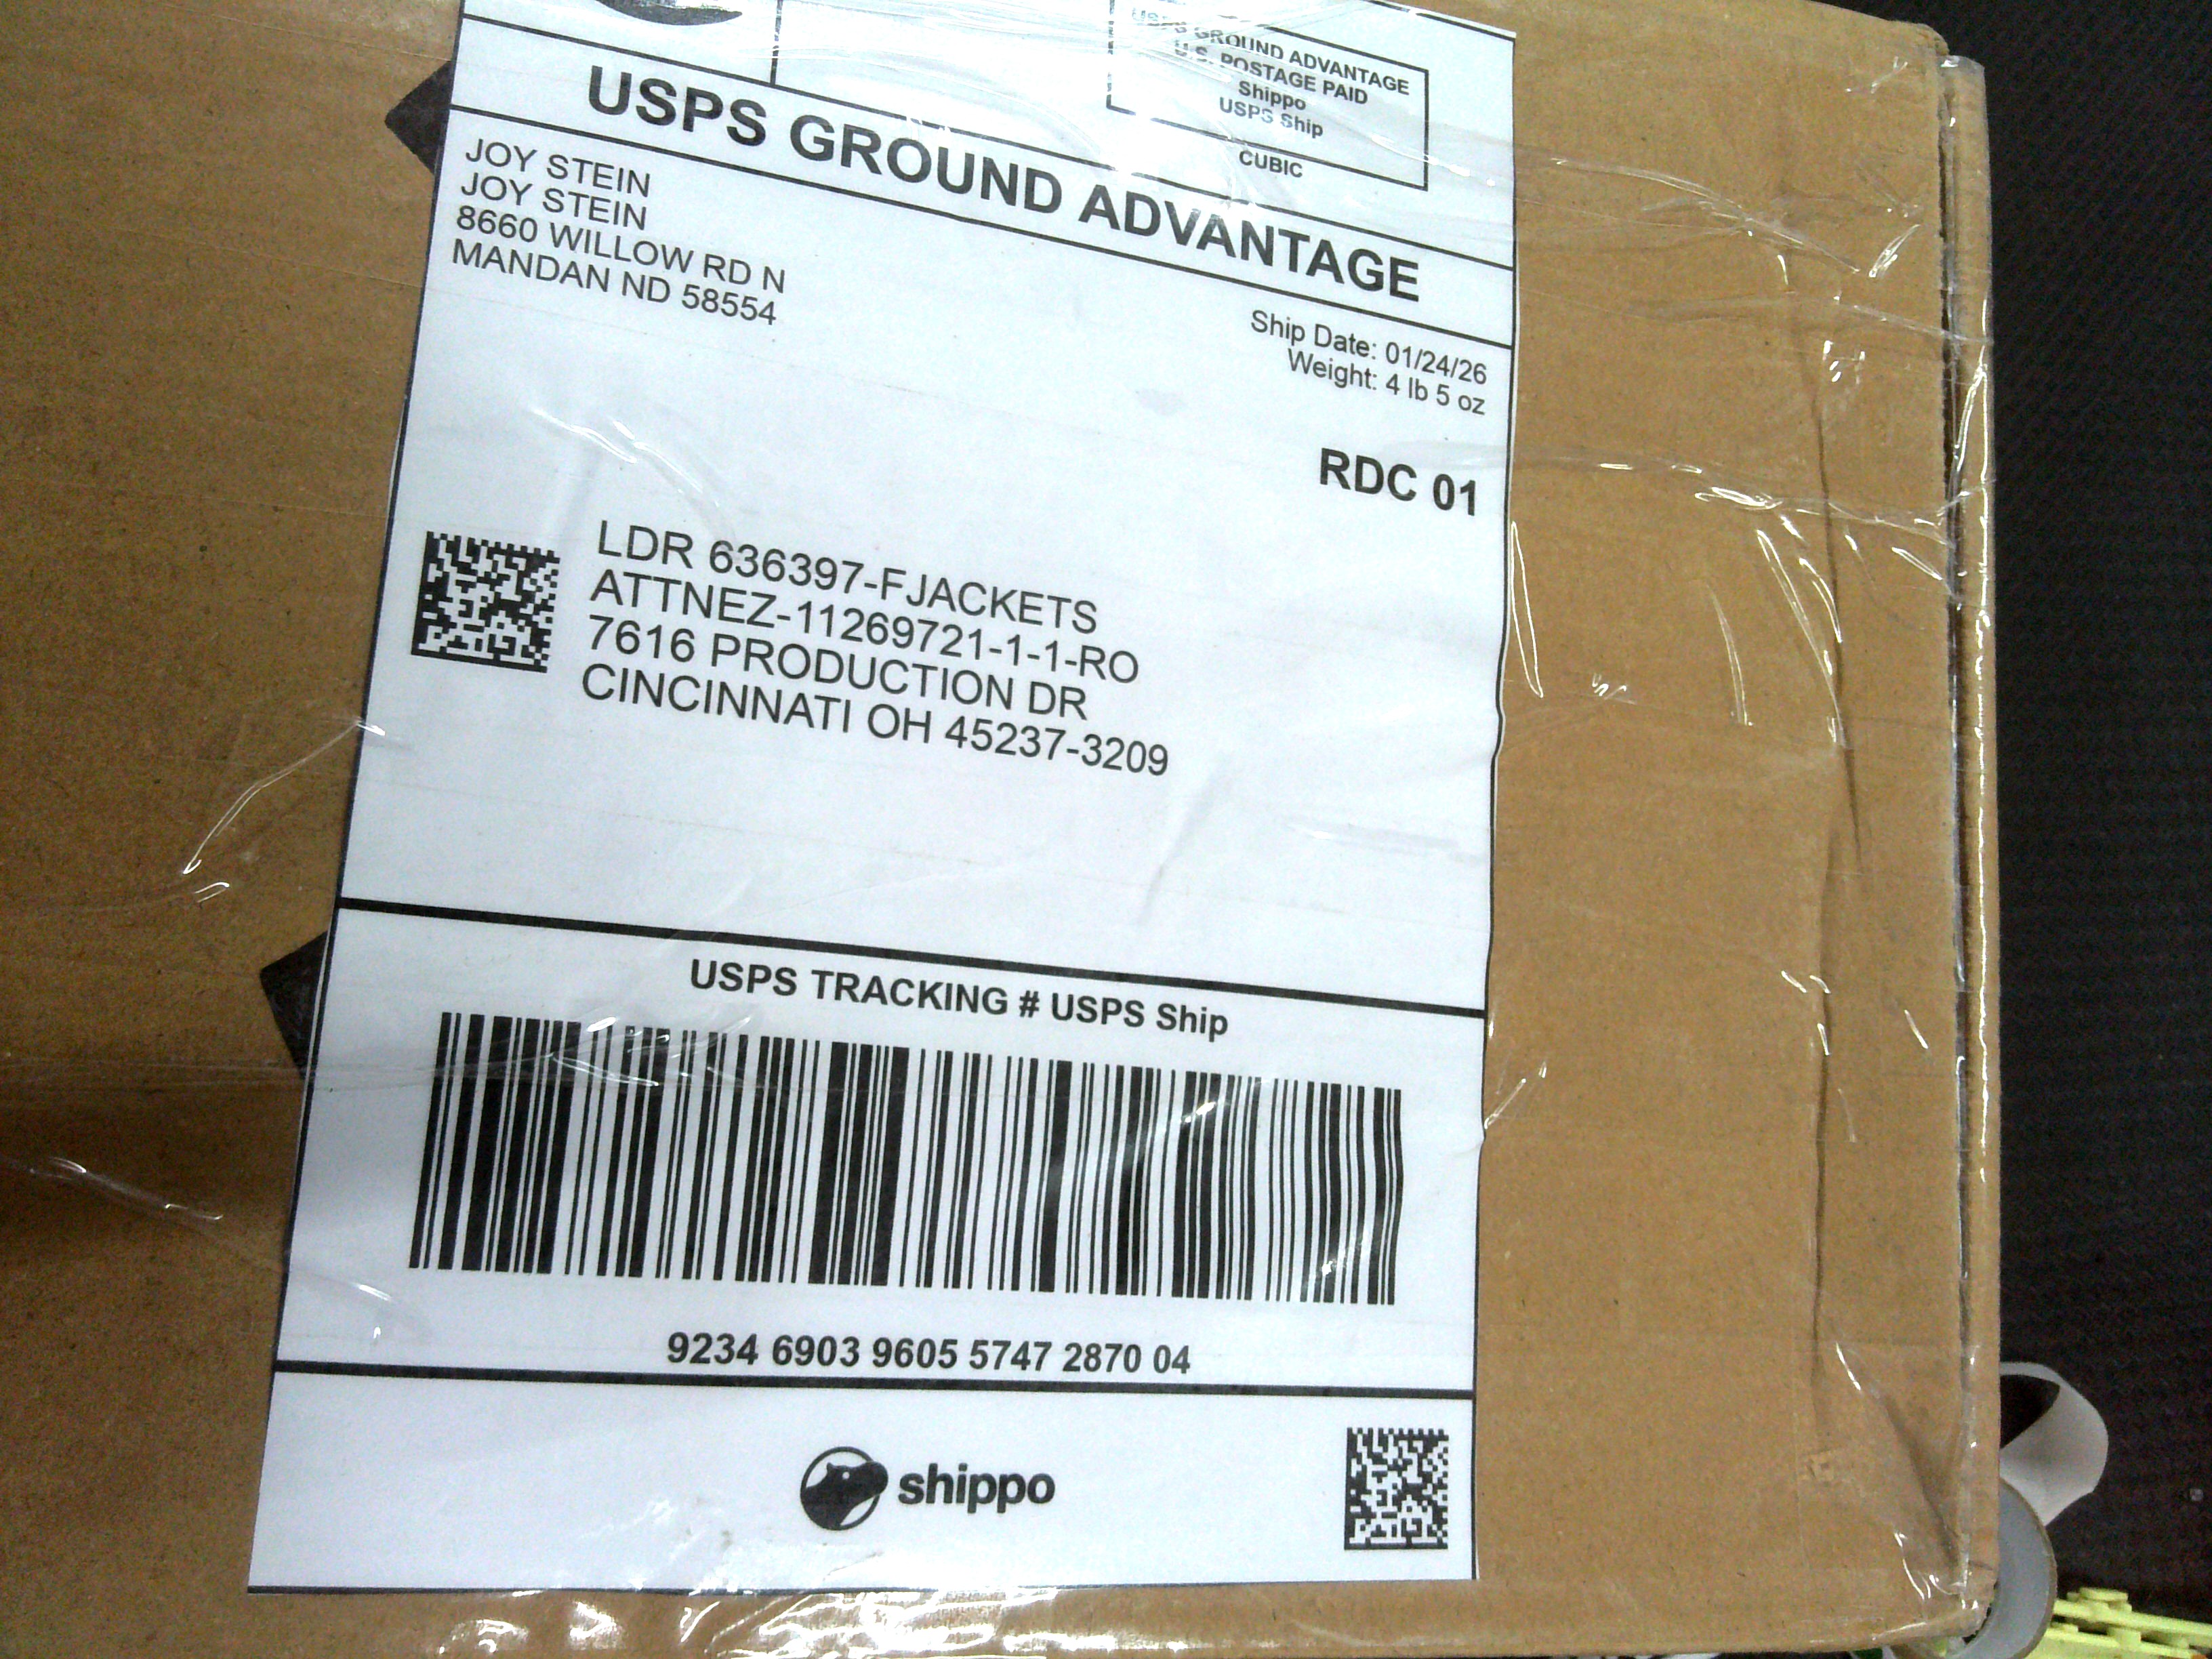 USPS GROUND ADVANTAGE
U.S. POSTAGE PAID
Shippo
USPS Ship
CUBIC
USPS GROUND ADVANTAGE
JOY STEIN
JOY STEIN
8660 WILLOW RD N
MANDAN ND 58554
Ship Date: 01/24/26
Weight: 4 lb 5 oz
RDC 01
LDR 636397-FJACKETS
ATTNEZ-11269721-1-1-RO
7616 PRODUCTION DR
CINCINNATI OH 45237-3209
USPS TRACKING # USPS Ship
9234 6903 9605 5747 2870 04
shippo